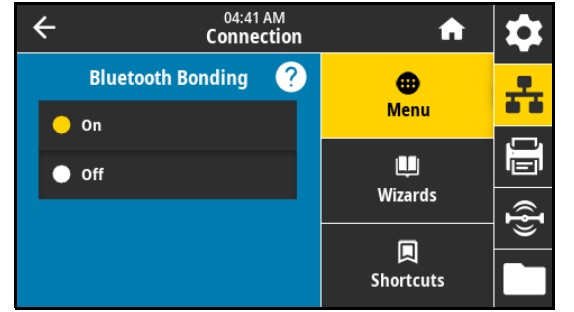 04:41 AM
Connection
Bluetooth Bonding ?
On
Off
Menu
Wizards
Shortcuts